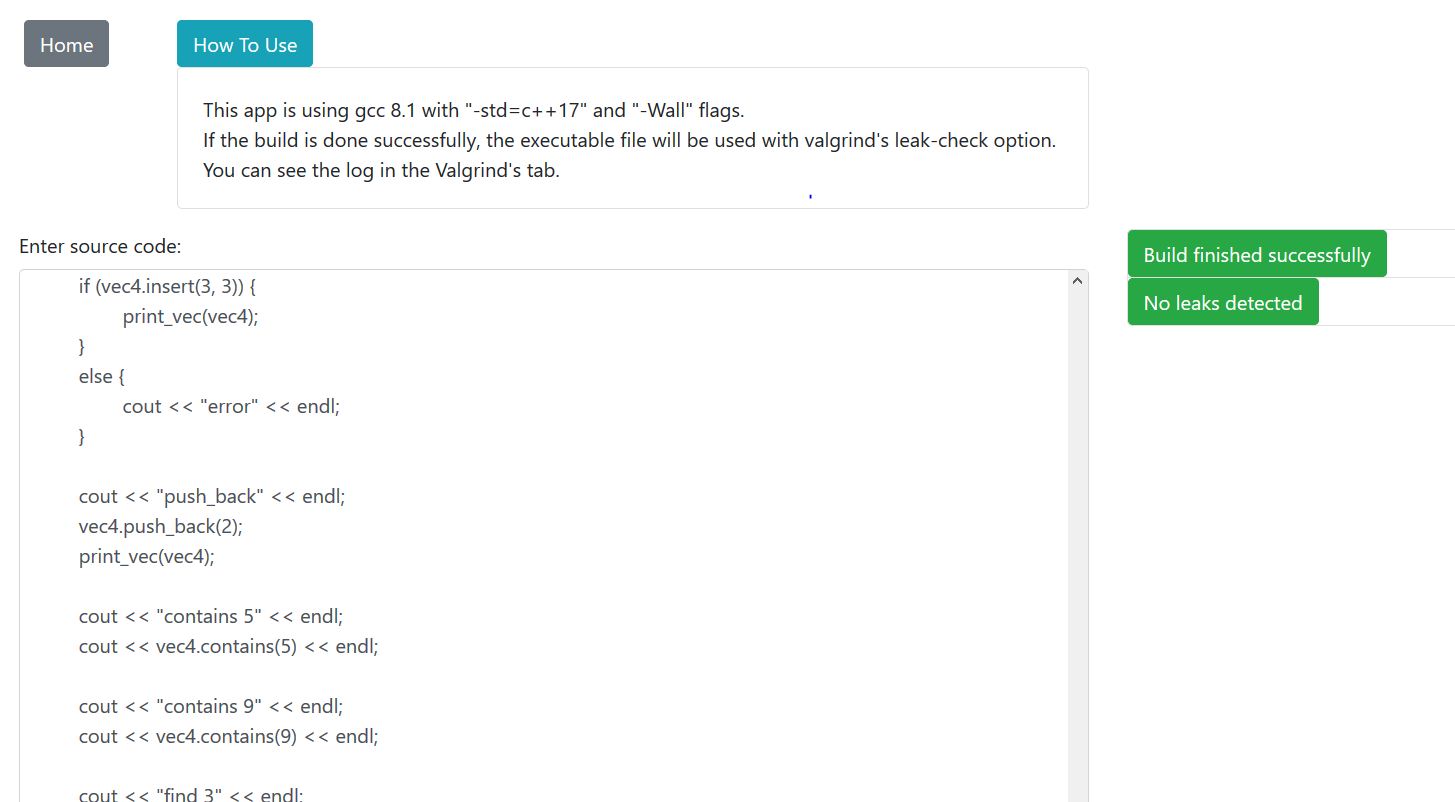 Home
How To Use
This app is using gcc 8.1 with "-std=c++17" and "-Wall" flags.
If the build is done successfully, the executable file will be used with valgrind's leak-check option.
You can see the log in the Valgrind's tab.
Enter source code:
if (vec4.insert(3, 3)) {
print_vec(vec4);
}
else {
cout << "error" << endl;
}
cout << "push_back" << endl;
vec4.push_back(2);
print_vec(vec4);
cout << "contains 5" << endl;
cout << vec4.contains(5) << endl;
cout << "contains 9" << endl;
cout << vec4.contains(9) << endl;
cout << "find 3" << endl;
Build finished successfully
No leaks detected